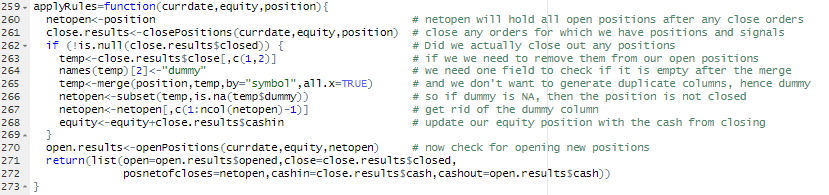 259 applyRules=function(currdate,equity,position){
260   netopen<-position                                  # netopen will hold all open positions after any close orders
261   close.results<-closePositions(currdate,equity,position)  # close any orders for which we have positions and signals
262   if (!is.null(close.results$closed)) {              # Did we actually close out any positions
263     temp<-close.results$close[,c(1,2)]               # if we we need to remove them from our open positions
264     names(temp)[2]<-"dummy"                          # we need one field to check if it is empty after the merge
265     temp<-merge(position,temp,by="symbol",all.x=TRUE)  # and we don't want to generate duplicate columns, hence dummy
266     netopen<-subset(temp,is.na(temp$dummy))          # so if dummy is NA, then the position is not closed
267     netopen<-netopen[,c(1:ncol(netopen)-1)]          # get rid of the dummy column
268     equity<-equity+close.results$cashin              # update our equity position with the cash from closing
269   }
270   open.results<-openPositions(currdate,equity,netopen)  # now check for opening new positions
271   return(list(open=open.results$opened,close=close.results$closed,
272               posnetofcloses=netopen,cashin=close.results$cash,cashout=open.results$cash))
273 }